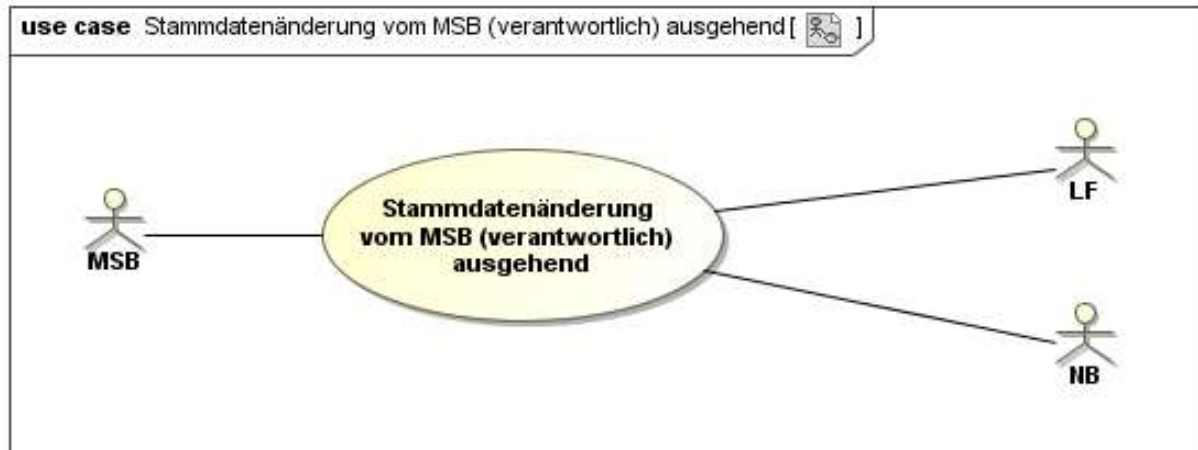 use case Stammdatenänderung vom MSB (verantwortlich) ausgehend [ ]
MSB
Stammdatenänderung
vom MSB (verantwortlich)
ausgehend
LF
NB